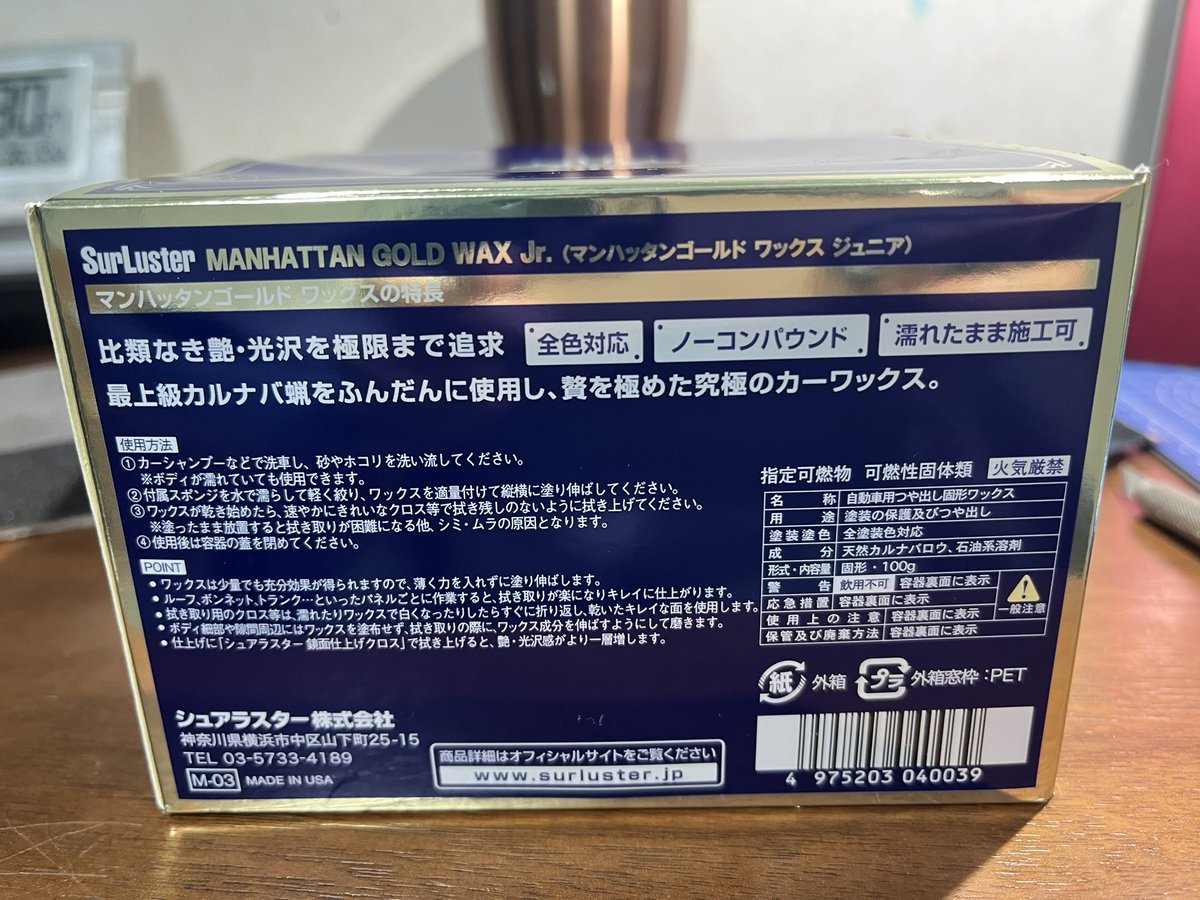 SurLuster MANHATTAN GOLD WAX Jr. (マンハッタンゴールド ワックス ジュニア)
マンハッタンゴールド ワックスの特長
比類なき艶・光沢を極限まで追求 全色対応 ノーコンパウンド 濡れたまま施工可
最上級カルナバ蝋をふんだんに使用し、贅を極めた究極のカーワックス。
使用方法
①カーシャンプーなどで洗車し、砂やホコリを洗い流してください。
※ボディが濡れていても使用できます。
②付属スポンジを水で濡らして軽く絞り、ワックスを適量付けて縦横に塗り伸ばしてください。
③ワックスが乾き始めたら、速やかにきれいなクロス等で拭き残しのないように拭き上げてください。
※塗ったまま放置すると拭き取りが困難になる他、シミ・ムラの原因となります。
④使用後は容器の蓋を閉めてください。
POINT
・ワックスは少量でも充分効果が得られますので、薄く力を入れずに塗り伸ばします。
・ルーフ、ボンネット、トランク…といったパネルごとに作業すると、拭き取りが楽になりキレイに仕上がります。
・拭き取り用のクロス等は、濡れたりワックスで白くなったりしたらすぐに折り返し、乾いたキレイな面を使用します。
・ボディ細部や隙間周辺にはワックスを塗布せず、拭き取りの際に、ワックス成分を伸ばすようにして磨きます。
・仕上げに「シュアラスター 鏡面仕上げクロス」で拭き上げると、艶・光沢感がより一層増します。
指定可燃物 可燃性固体類 火気厳禁
名称 自動車用つや出し固形ワックス
用途 塗装の保護及びつや出し
塗装塗色 全塗装色対応
成分 天然カルナバロウ、石油系溶剤
形式・内容量 固形・100g
警告 飲用不可 容器裏面に表示
応急措置 容器裏面に表示
使用上の注意 容器裏面に表示
保管及び廃棄方法 容器裏面に表示
一般注意
紙 外箱 プラ 外箱窓枠:PET
シュアラスター株式会社
神奈川県横浜市中区山下町25-15
TEL 03-5733-4189
M-03 MADE IN USA
商品詳細はオフィシャルサイトをご覧ください
www.surluster.jp
4 975203 040039